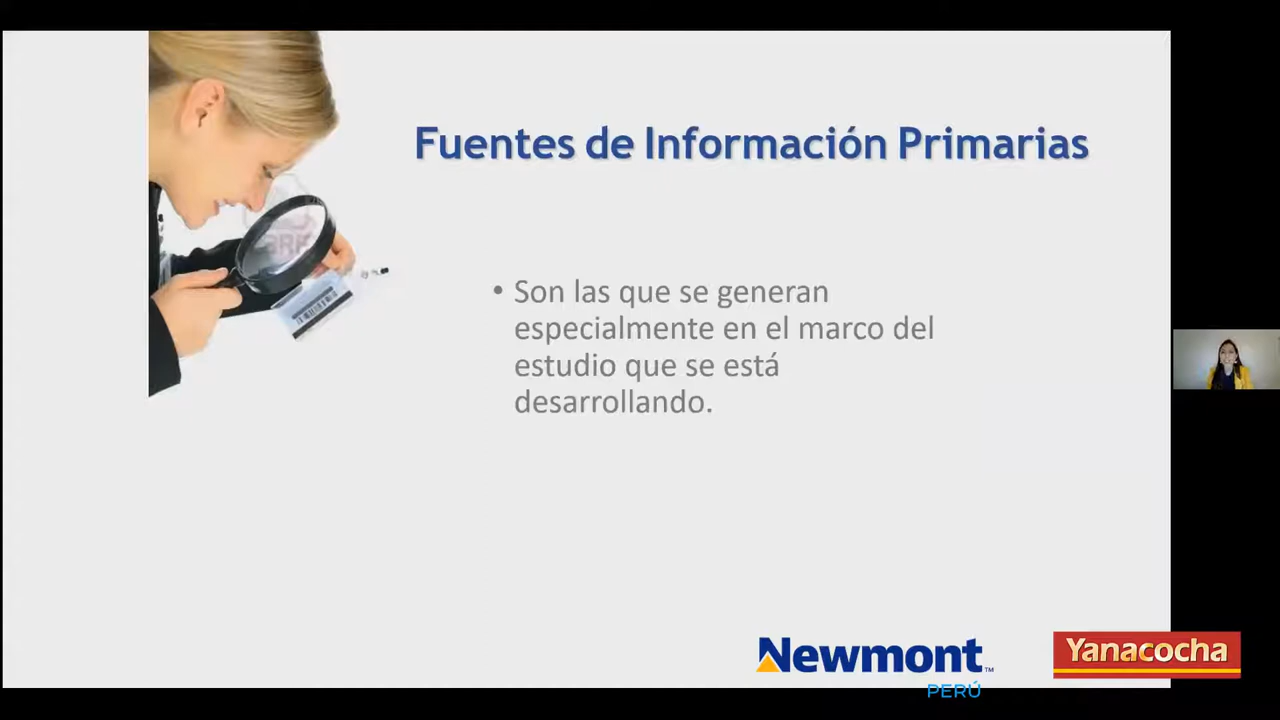 Fuentes de Información Primarias
• Son las que se generan
especialmente en el marco del
estudio que se está
desarrollando.
Newmont™
PERÚ
Yanacocha